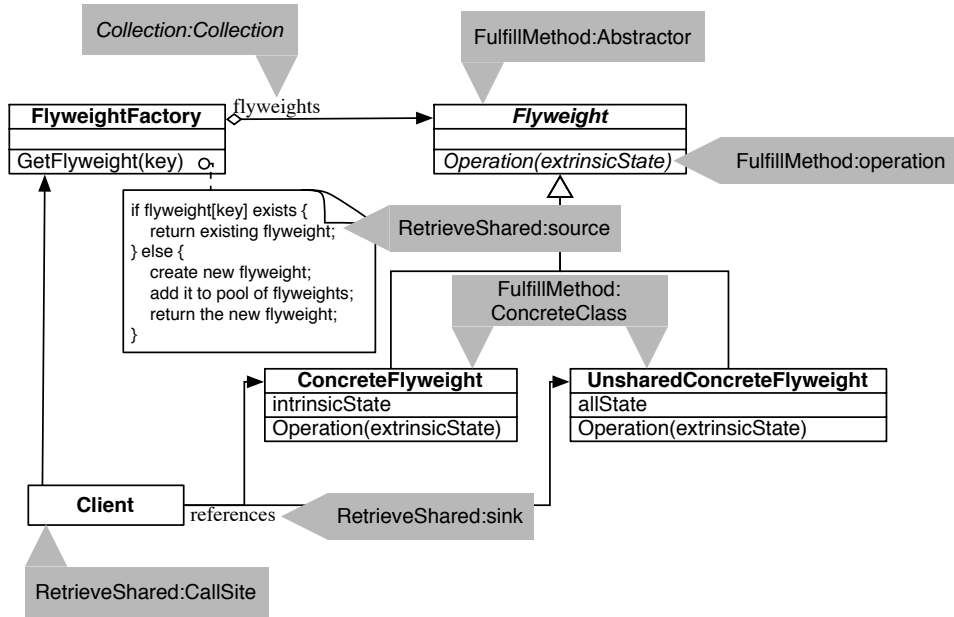 Collection:Collection
FulfillMethod:Abstractor
FlyweightFactory
flyweights
Flyweight
GetFlyweight(key)
Operation(extrinsicState)
FulfillMethod:operation
if flyweight[key] exists {
return existing flyweight;
} else {
create new flyweight;
add it to pool of flyweights;
return the new flyweight;
}
RetrieveShared:source
FulfillMethod:
ConcreteClass
ConcreteFlyweight
intrinsicState
Operation(extrinsicState)
UnsharedConcreteFlyweight
allState
Operation(extrinsicState)
Client
references
RetrieveShared:sink
RetrieveShared:CallSite